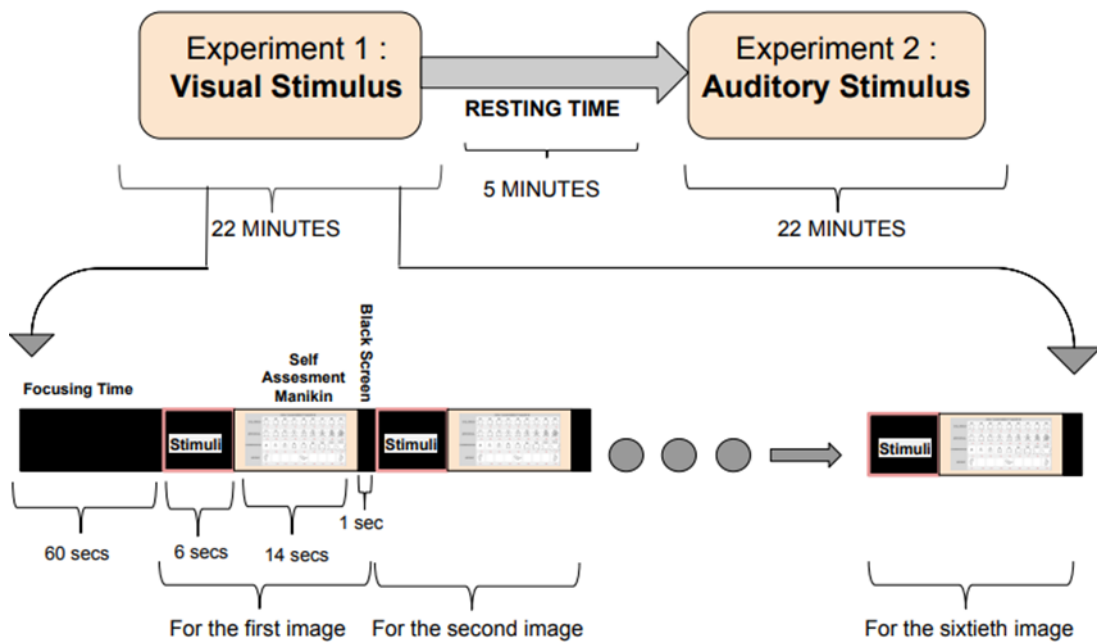 Experiment 1 :
Visual Stimulus
Experiment 2 :
Auditory Stimulus
RESTING TIME
5 MINUTES
22 MINUTES
22 MINUTES
Focusing Time
Self
Assesment
Manikin
Black Screen
Stimuli
Stimuli
Stimuli
60 secs
6 secs
14 secs
1 sec
For the first image
For the second image
For the sixtieth image